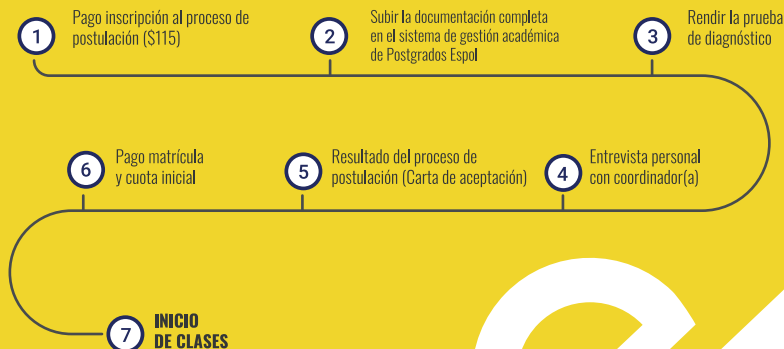 1
Pago inscripción al proceso de
postulación ($115)
2
Subir la documentación completa
en el sistema de gestión académica
de Postgrados Espol
3
Rendir la prueba
de diagnóstico
4
Entrevista personal
con coordinador(a)
5
Resultado del proceso de
postulación (Carta de aceptación)
6
Pago matrícula
y cuota inicial
7
INICIO
DE CLASES